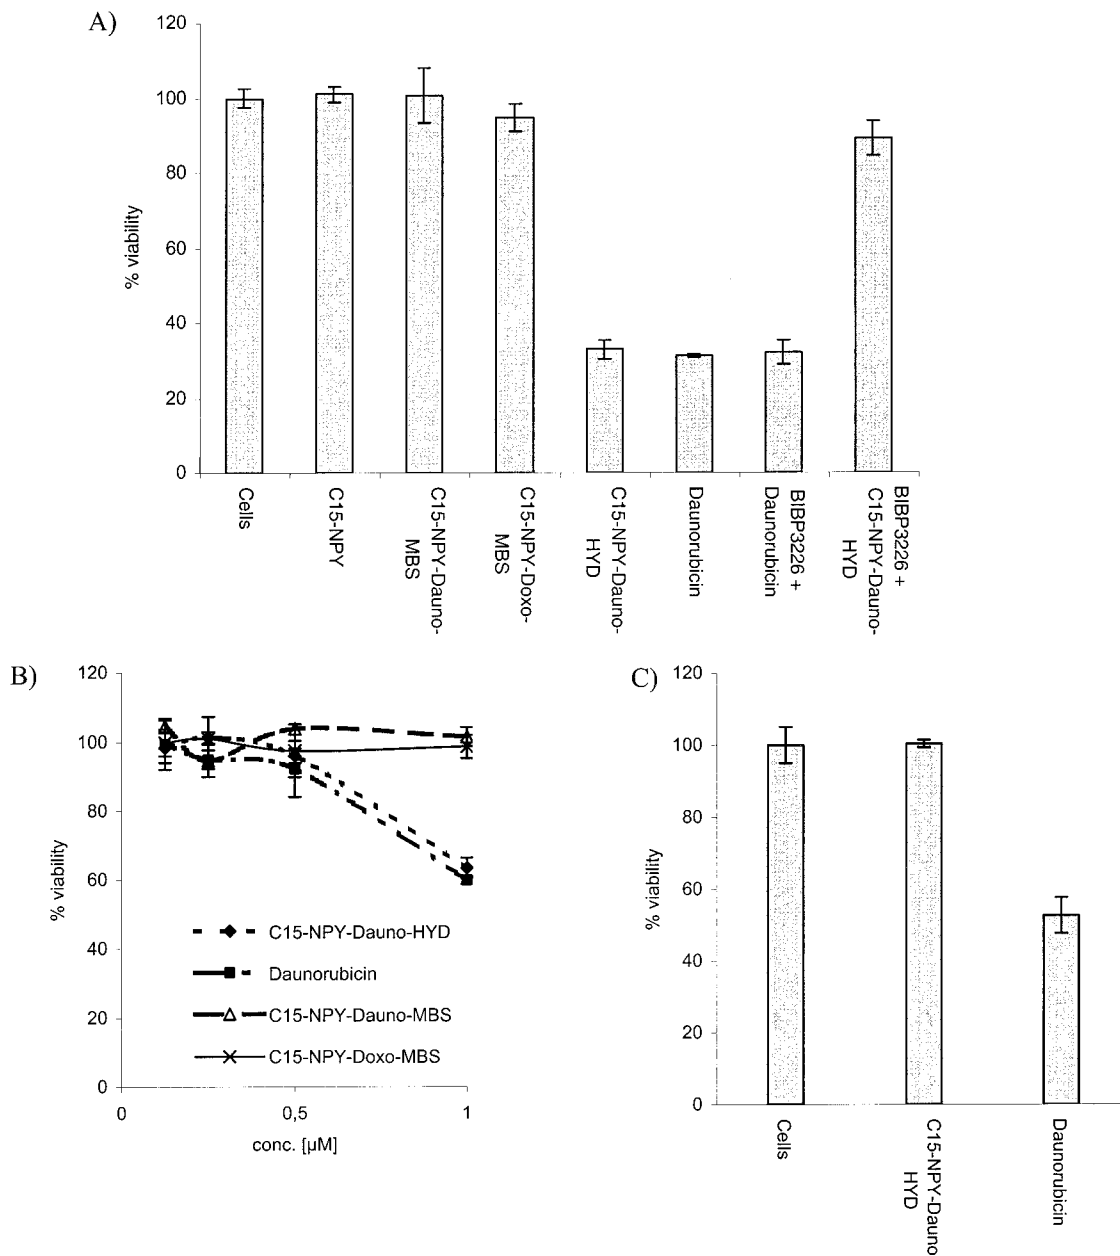 A)
120
100
80
60
40
20
0
% viability
Cells
C15-NPY
C15-NPY-Dauno-
MBS
C15-NPY-Doxo-
MBS
C15-NPY-Dauno-
HYD
Daunorubicin
BIBP3226 +
Daunorubicin
BIBP3226 +
C15-NPY-Dauno-
HYD
B)
120
100
80
60
40
20
0
% viability
C15-NPY-Dauno-HYD
Daunorubicin
C15-NPY-Dauno-MBS
C15-NPY-Doxo-MBS
0
0,5
1
conc. [µM]
C)
120
100
80
60
40
20
0
% viability
Cells
C15-NPY-Dauno
HYD
Daunorubicin